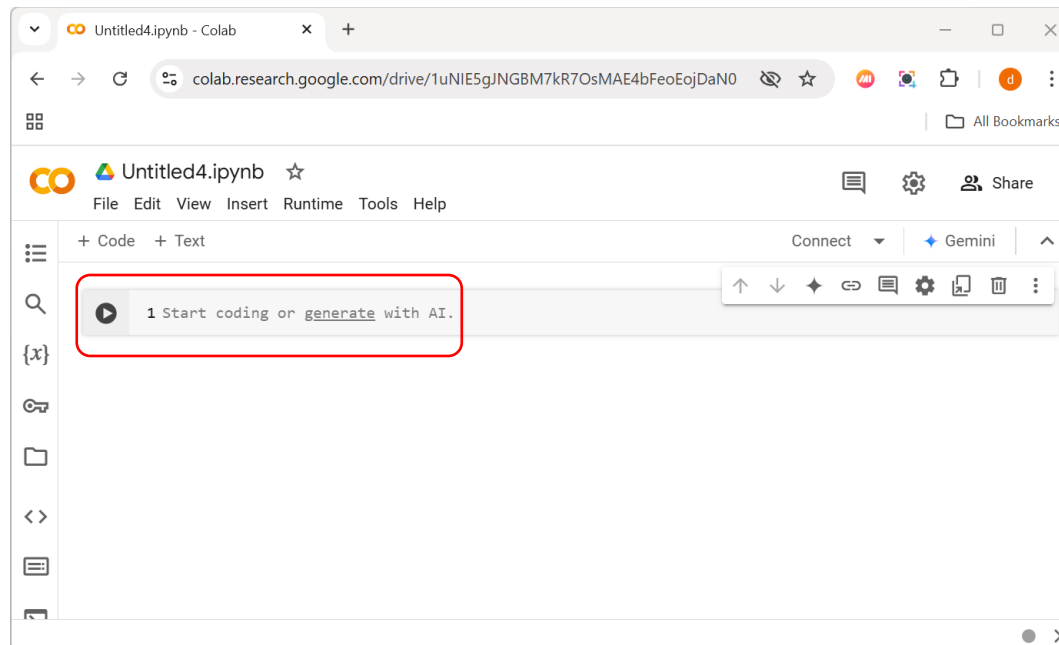 Untitled4.ipynb - Colab
colab.research.google.com/drive/1uNIE5gJNGBM7kR7OsMAE4bFeoEojDaN0
d
All Bookmarks
CO Untitled4.ipynb
Share
File Edit View Insert Runtime Tools Help
+ Code + Text
Connect
Gemini
1 Start coding or generate with AI.
{x}